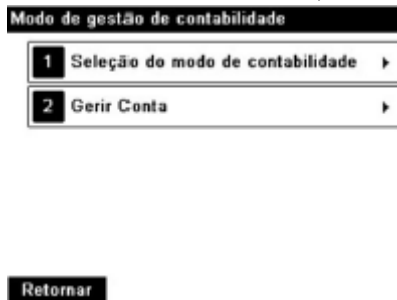 Modo de gestão de contabilidade
1 Seleção do modo de contabilidade
2 Gerir Conta
Retornar